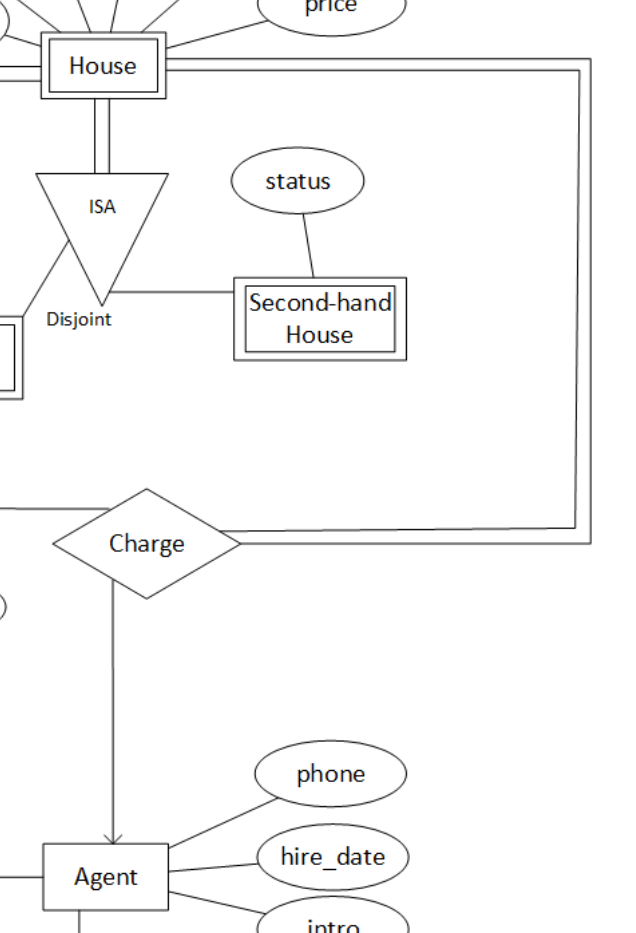 price
House
ISA
status
Second-hand
House
Disjoint
Charge
phone
hire_date
Agent
intro